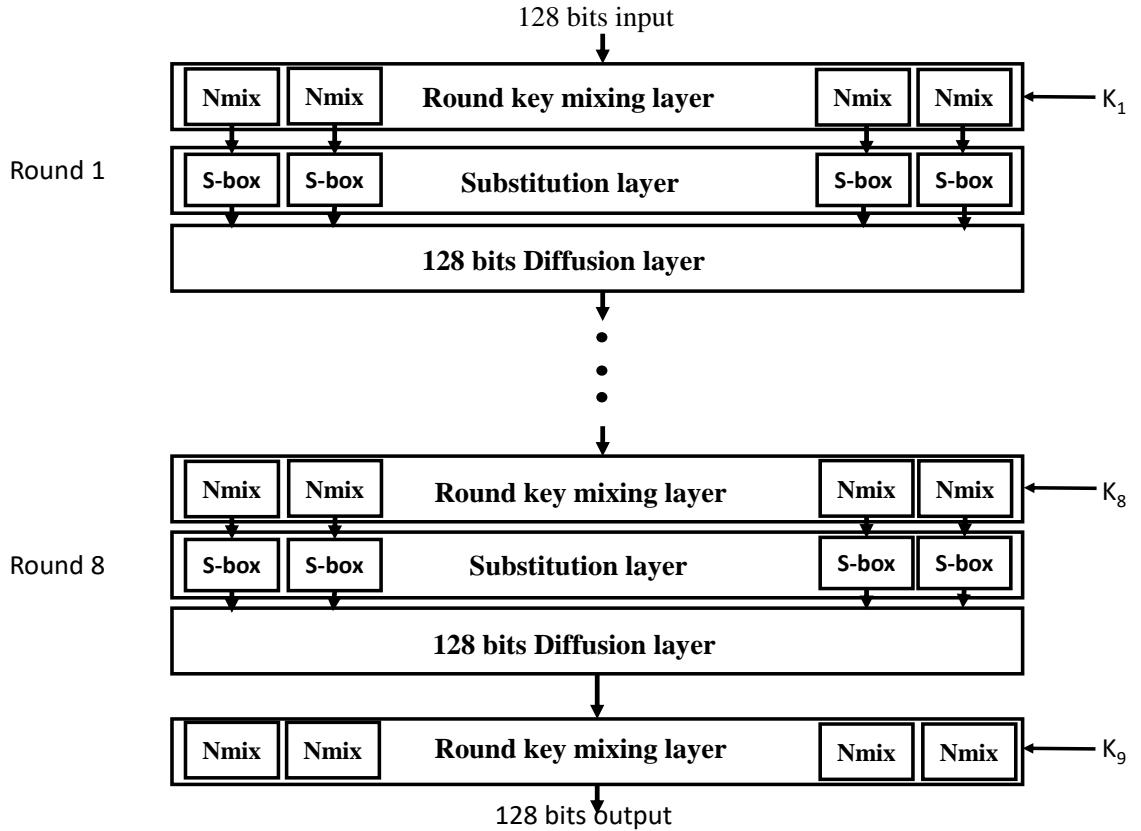 128 bits input
Nmix Nmix Round key mixing layer Nmix Nmix K1
Round 1 S-box S-box Substitution layer S-box S-box
128 bits Diffusion layer
Nmix Nmix Round key mixing layer Nmix Nmix K8
Round 8 S-box S-box Substitution layer S-box S-box
128 bits Diffusion layer
Nmix Nmix Round key mixing layer Nmix Nmix K9
128 bits output